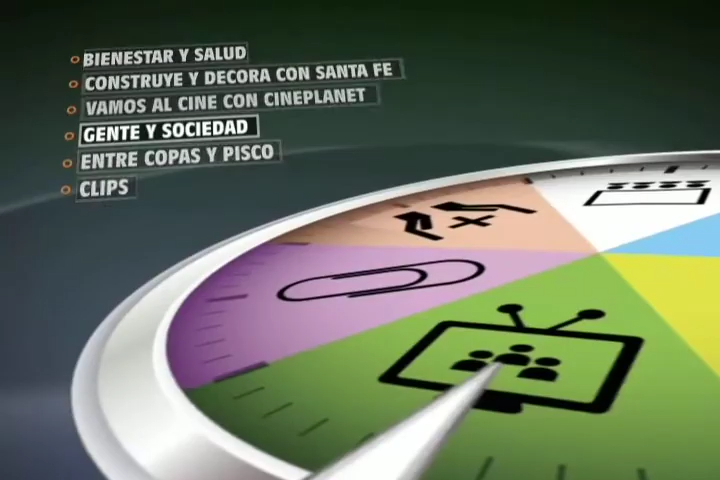 BIENESTAR Y SALUD
CONSTRUYE Y DECORA CON SANTA FE
VAMOS AL CINE CON CINEPLANET
GENTE Y SOCIEDAD
ENTRE COPAS Y PISCO
CLIPS